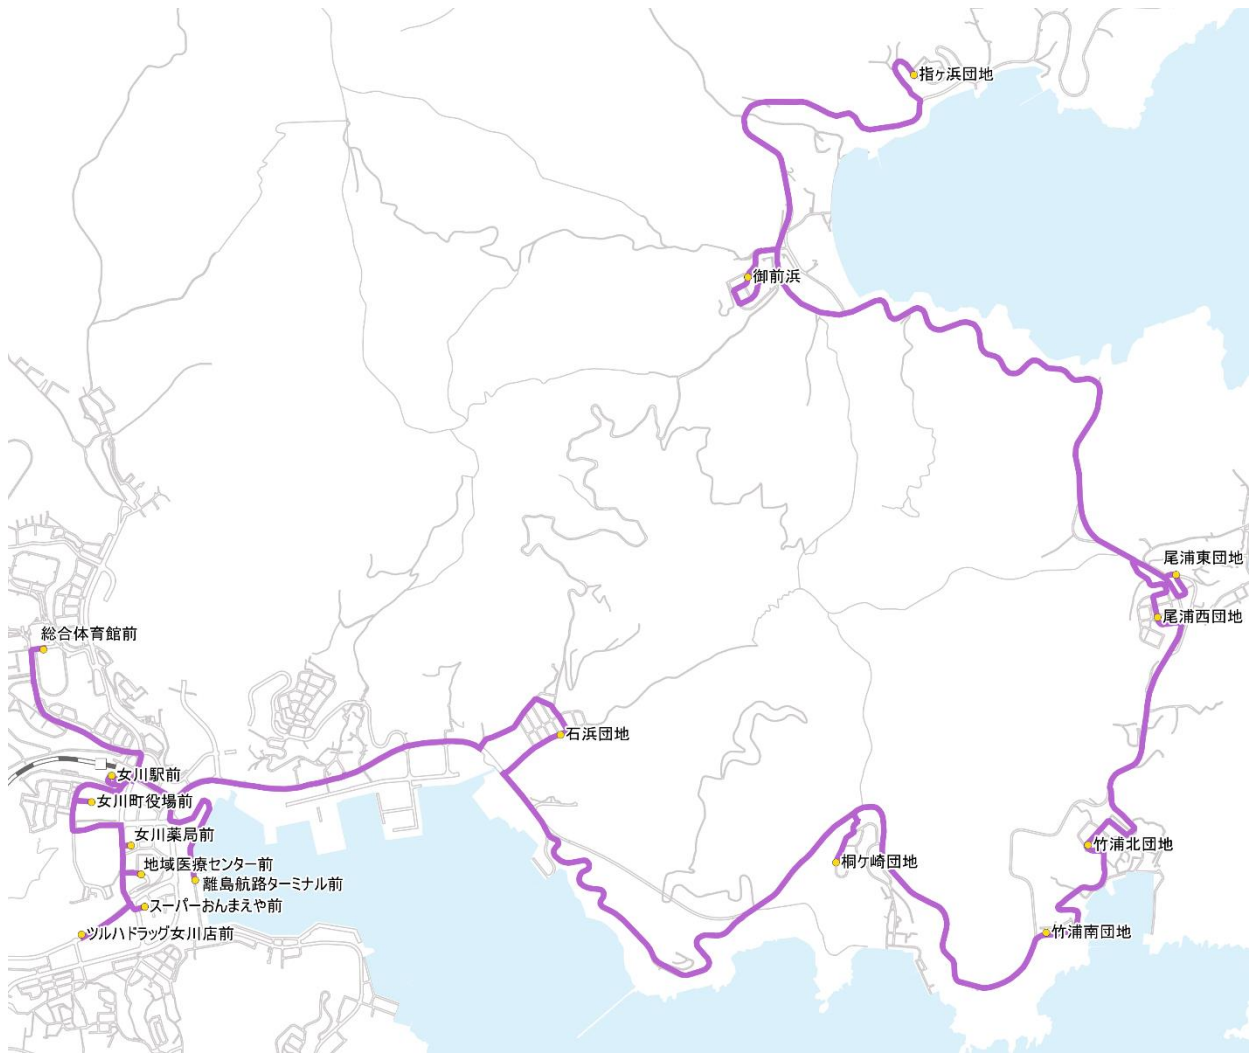 指ヶ浜団地
御前浜
尾浦東団地
尾浦西団地
総合体育館前
石浜団地
女川駅前
女川町役場前
女川薬局前
竹浦北団地
地域医療センター前
桐ケ崎団地
離島航路ターミナル前
スーパーおんまえや前
ツルハドラッグ女川店前
竹浦南団地